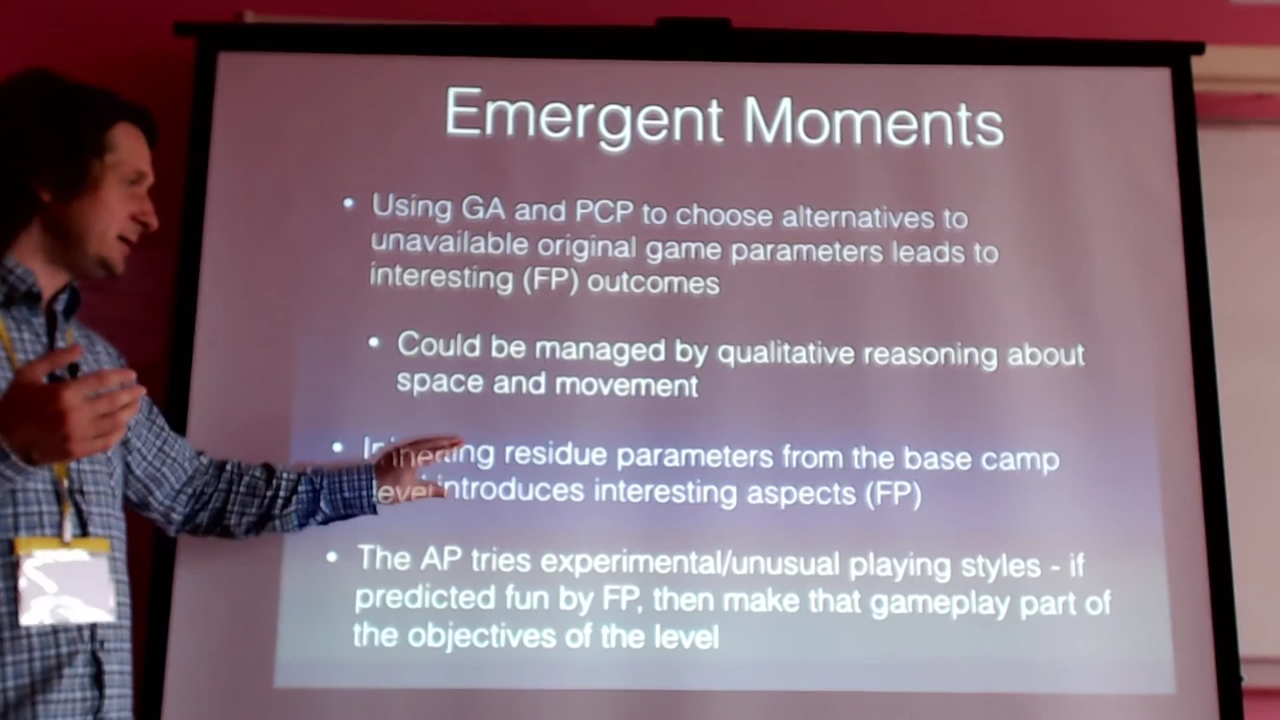 Emergent Moments
• Using GA and PCP to choose alternatives to
unavailable original game parameters leads to
interesting (FP) outcomes
• Could be managed by qualitative reasoning about
space and movement
• Inheriting residue parameters from the base camp
level introduces interesting aspects (FP)
• The AP tries experimental/unusual playing styles - if
predicted fun by FP, then make that gameplay part of
the objectives of the level